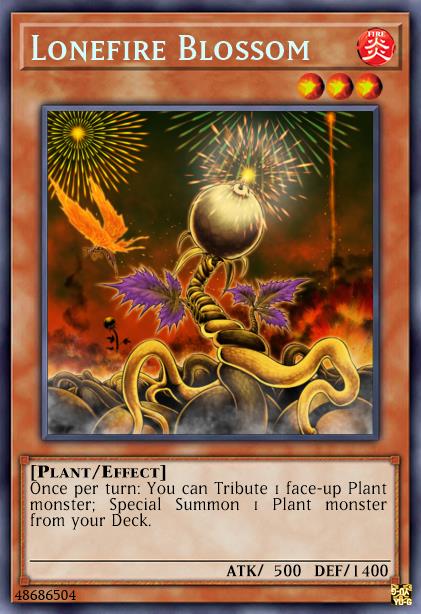 LONEFIRE BLOSSOM
FIRE
炎
[PLANT/EFFECT]
Once per turn: You can Tribute 1 face-up Plant
monster; Special Summon 1 Plant monster
from your Deck.
ATK/ 500 DEF/1400
48686504